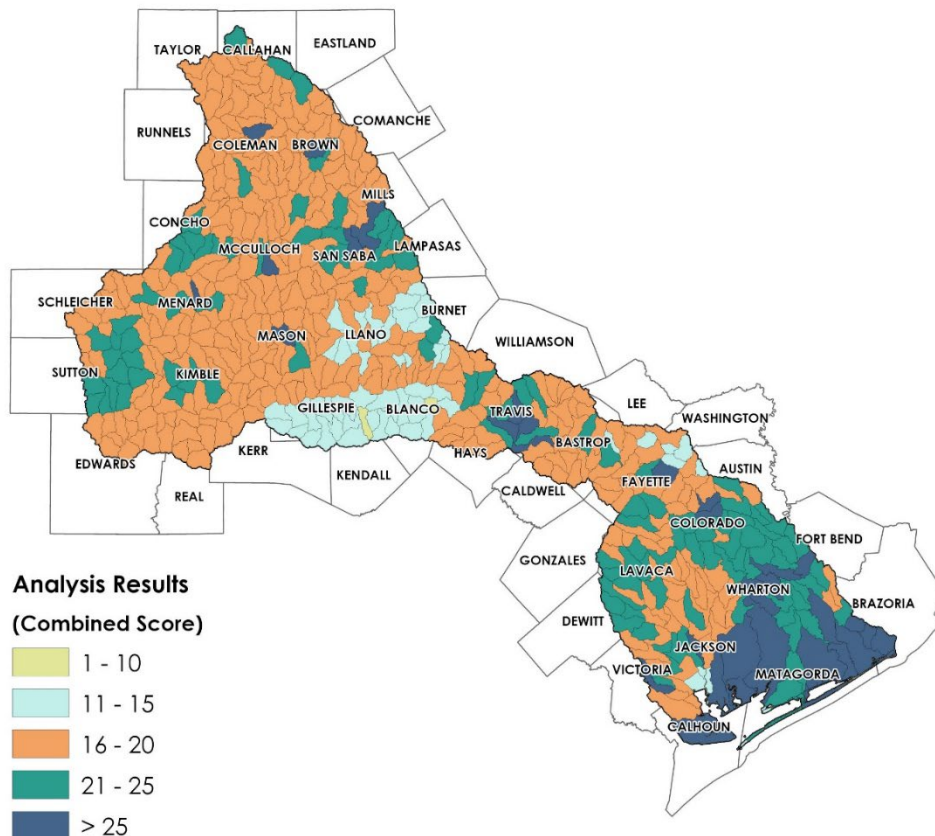 TAYLOR
CALLAHAN
EASTLAND
RUNNELS
COMANCHE
COLEMAN
BROWN
MILLS
CONCHO
MCCULLOCH
SAN SABA
LAMPASAS
SCHLEICHER
MENARD
BURNET
MASON
LLANO
WILLIAMSON
SUTTON
KIMBLE
GILLESPIE
BLANCO
TRAVIS
LEE
WASHINGTON
BASTROP
EDWARDS
KERR
HAYS
REAL
KENDALL
CALDWELL
FAYETTE
AUSTIN
COLORADO
FORT BEND
GONZALES
LAVACA
WHARTON
BRAZORIA
DEWITT
JACKSON
VICTORIA
MATAGORDA
CALHOUN
Analysis Results
(Combined Score)
1 - 10
11 - 15
16 - 20
21 - 25
> 25